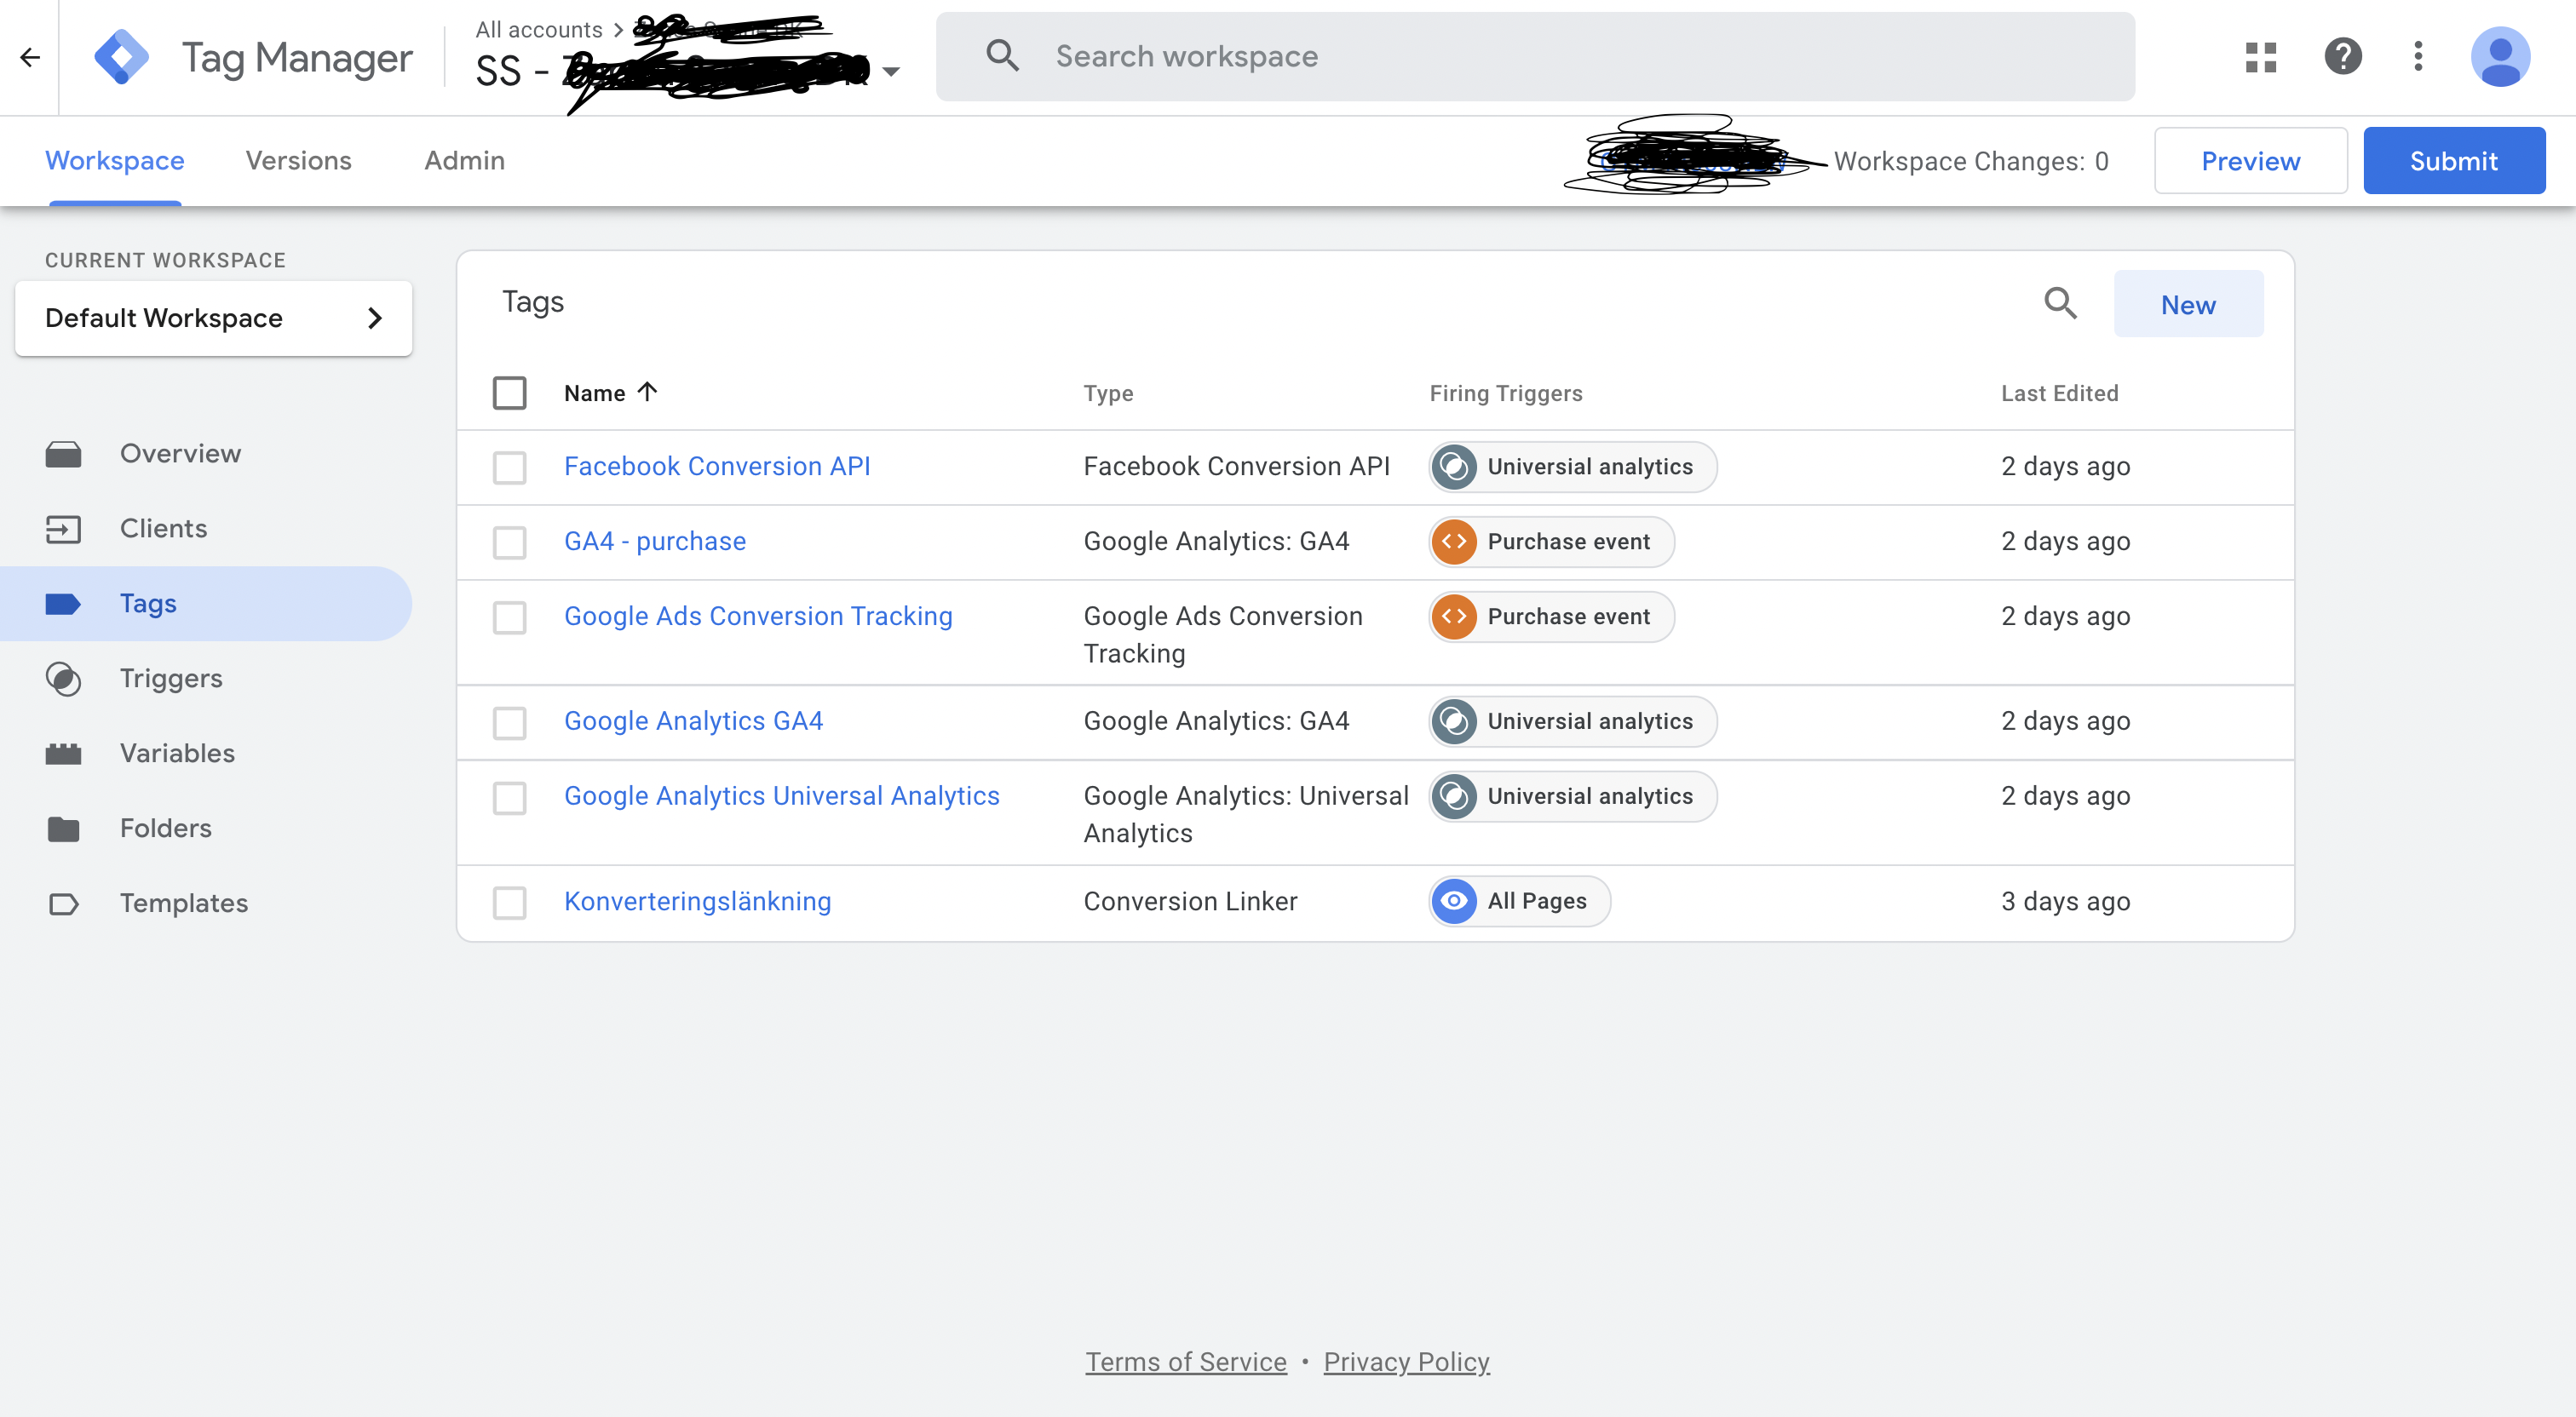 Tag Manager
All accounts >
SS -
Search workspace
Workspace
Versions
Admin
Workspace Changes: 0
Preview
Submit
CURRENT WORKSPACE
Default Workspace
Overview
Clients
Tags
Triggers
Variables
Folders
Templates
Tags
New
Name Type Firing Triggers Last Edited
Facebook Conversion API Facebook Conversion API Universial analytics 2 days ago
GA4 - purchase Google Analytics: GA4 Purchase event 2 days ago
Google Ads Conversion Tracking Google Ads Conversion Purchase event 2 days ago
Tracking
Google Analytics GA4 Google Analytics: GA4 Universial analytics 2 days ago
Google Analytics Universal Analytics Google Analytics: Universal Universial analytics 2 days ago
Analytics
Konverteringslänkning Conversion Linker All Pages 3 days ago
Terms of Service • Privacy Policy